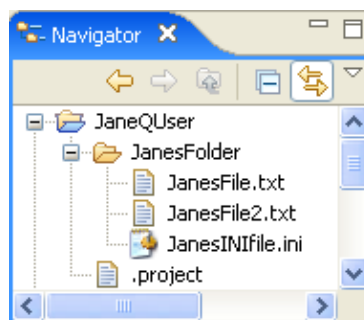 Navigator
JaneQUser
JanesFolder
JanesFile.txt
JanesFile2.txt
JanesINIfile.ini
.project